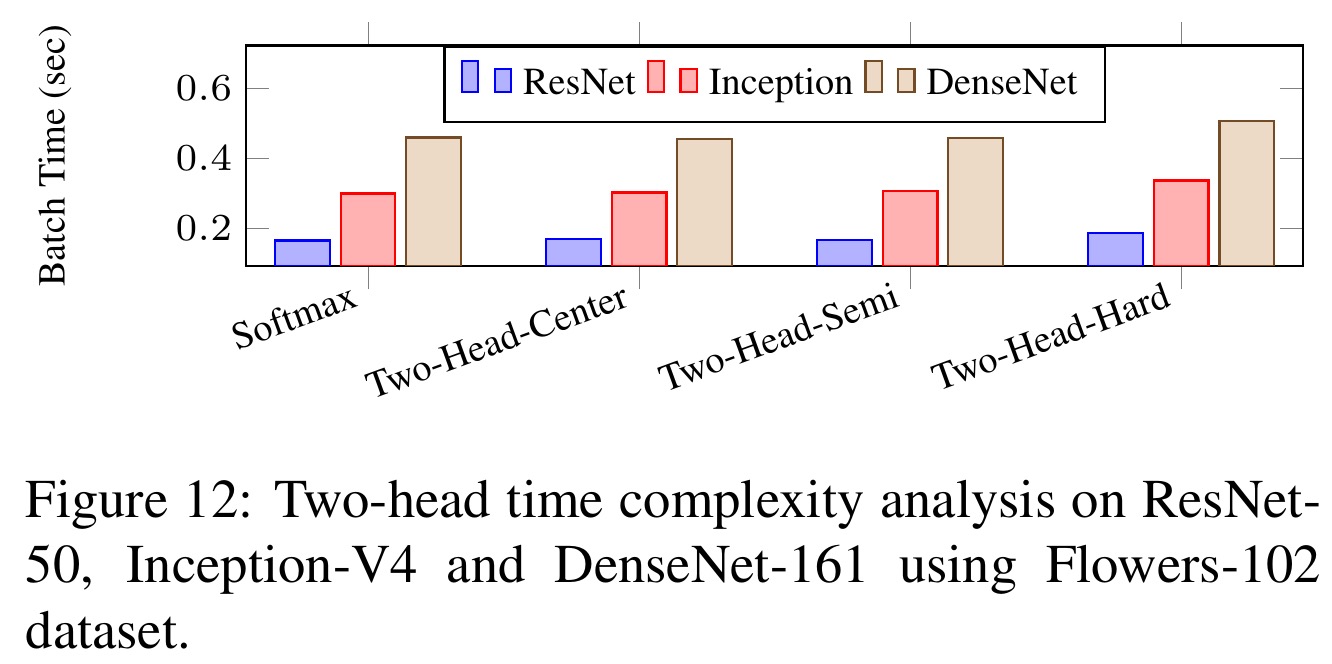 Batch Time (sec)
0.6
0.4
0.2
ResNet Inception DenseNet
Softmax
Two-Head-Center
Two-Head-Semi
Two-Head-Hard
Figure 12: Two-head time complexity analysis on ResNet-
50, Inception-V4 and DenseNet-161 using Flowers-102
dataset.